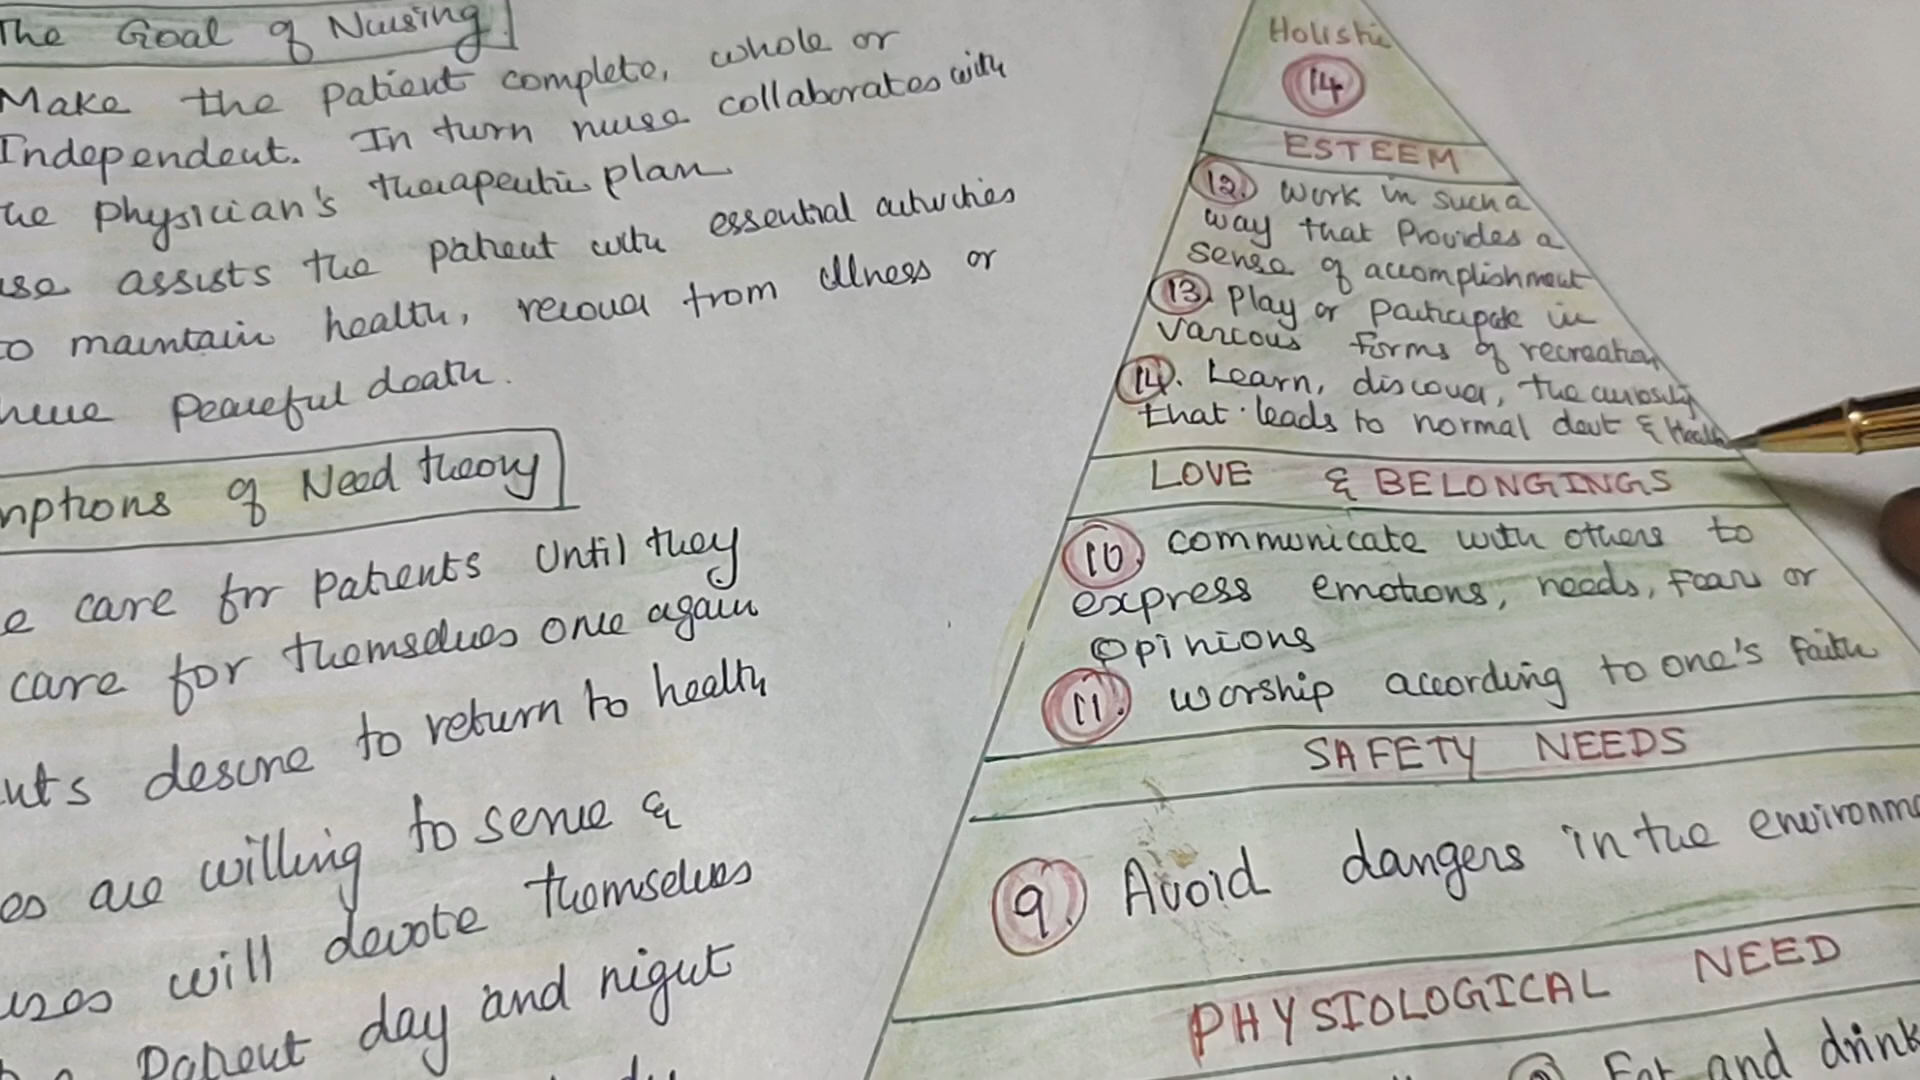 The Goal of Nursing
Make the patient complete, whole or
Independent. In turn nurse collaborates with
physician's therapeutic plan
assists the patient with essential activities
to maintain health, recover from illness or
Peaceful death.
of Need theory
care for patients Until they
care for themselves once again
desire to return to health
are willing to serve &
will devote themselves
Patient day and night
Holistic
14
ESTEEM
12. Work in such a
way that Provides a
sense of accomplishment
13. Play or Participate in
Various forms of recreation
14. Learn, discover, the curiosity
that leads to normal devt & Health
LOVE & BELONGINGS
10. communicate with others to
express emotions, needs, Fears or
Opinions
11. worship according to one's Faith
SAFETY NEEDS
9. Avoid dangers in the
PHYSIOLOGICAL NEED
Eat and drink